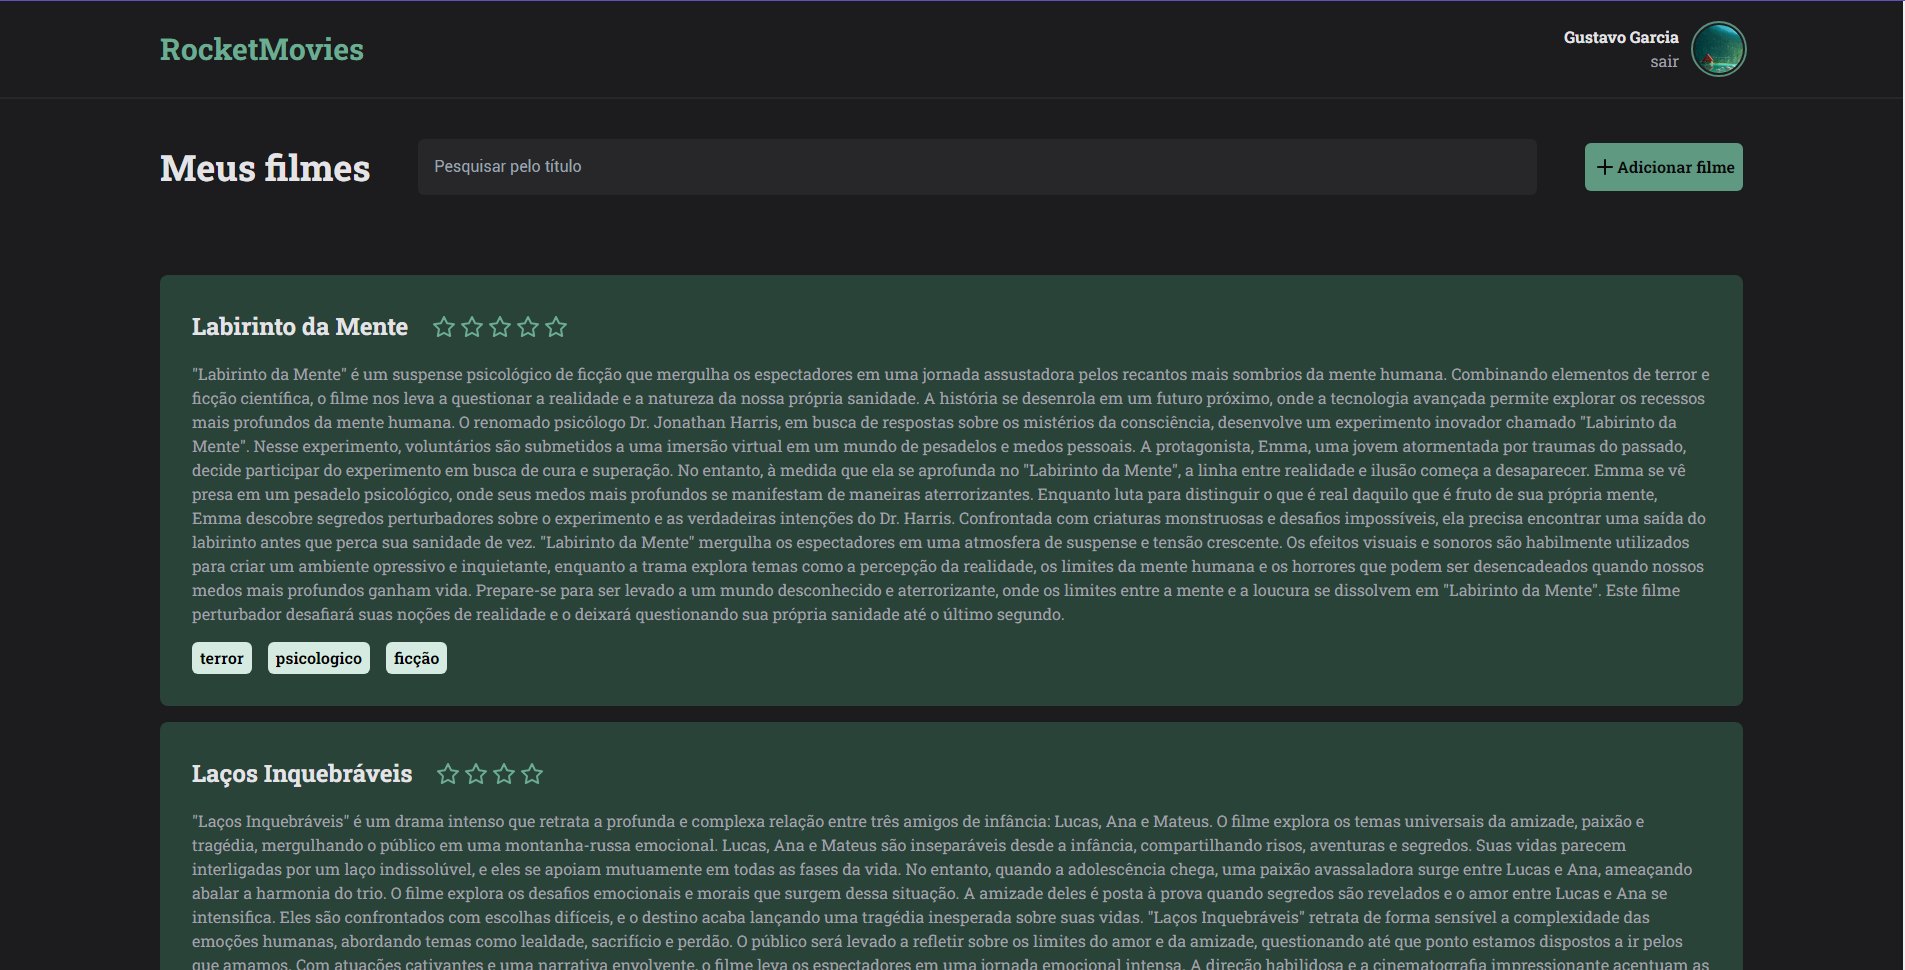 RocketMovies
Gustavo Garcia
sair
Meus filmes
Pesquisar pelo título
Adicionar filme
Labirinto da Mente
"Labirinto da Mente" é um suspense psicológico de ficção que mergulha os espectadores em uma jornada assustadora pelos recantos mais sombrios da mente humana. Combinando elementos de terror e
ficção científica, o filme nos leva a questionar a realidade e a natureza da nossa própria sanidade. A história se desenrola em um futuro próximo, onde a tecnologia avançada permite explorar os recessos
mais profundos da mente humana. O renomado psicólogo Dr. Jonathan Harris, em busca de respostas sobre os mistérios da consciência, desenvolve um experimento inovador chamado "Labirinto da
Mente". Nesse experimento, voluntários são submetidos a uma imersão virtual em um mundo de pesadelos e medos pessoais. A protagonista, Emma, uma jovem atormentada por traumas do passado,
decide participar do experimento em busca de cura e superação. No entanto, à medida que ela se aprofunda no "Labirinto da Mente", a linha entre realidade e ilusão começa a desaparecer. Emma se vê
presa em um pesadelo psicológico, onde seus medos mais profundos se manifestam de maneiras aterrorizantes. Enquanto luta para distinguir o que é real daquilo que é fruto de sua própria mente,
Emma descobre segredos perturbadores sobre o experimento e as verdadeiras intenções do Dr. Harris. Confrontada com criaturas monstruosas e desafios impossíveis, ela precisa encontrar uma saída do
labirinto antes que perca sua sanidade de vez. "Labirinto da Mente" mergulha os espectadores em uma atmosfera de suspense e tensão crescente. Os efeitos visuais e sonoros são habilmente utilizados
para criar um ambiente opressivo e inquietante, enquanto a trama explora temas como a percepção da realidade, os limites da mente humana e os horrores que podem ser desencadeados quando nossos
medos mais profundos ganham vida. Prepare-se para ser levado a um mundo desconhecido e aterrorizante, onde os limites entre a mente e a loucura se dissolvem em "Labirinto da Mente". Este filme
perturbador desafiará suas noções de realidade e o deixará questionando sua própria sanidade até o último segundo.
terror
psicologico
ficção
Laços Inquebráveis
"Laços Inquebráveis" é um drama intenso que retrata a profunda e complexa relação entre três amigos de infância: Lucas, Ana e Mateus. O filme explora os temas universais da amizade, paixão e
tragédia, mergulhando o público em uma montanha-russa emocional. Lucas, Ana e Mateus são inseparáveis desde a infância, compartilhando risos, aventuras e segredos. Suas vidas parecem
interligadas por um laço indissolúvel, e eles se apoiam mutuamente em todas as fases da vida. No entanto, quando a adolescência chega, uma paixão avassaladora surge entre Lucas e Ana, ameaçando
abalar a harmonia do trio. O filme explora os desafios emocionais e morais que surgem dessa situação. A amizade deles é posta à prova quando segredos são revelados e o amor entre Lucas e Ana se
intensifica. Eles são confrontados com escolhas difíceis, e o destino acaba lançando uma tragédia inesperada sobre suas vidas. "Laços Inquebráveis" retrata de forma sensível a complexidade das
emoções humanas, abordando temas como lealdade, sacrifício e perdão. O público será levado a refletir sobre os limites do amor e da amizade, questionando até que ponto estamos dispostos a ir pelos
que amamos. Com atuações cativantes e uma narrativa envolvente, o filme leva os espectadores em uma jornada emocional intensa. A direção habilidosa e a cinematografia impressionante acentuam as